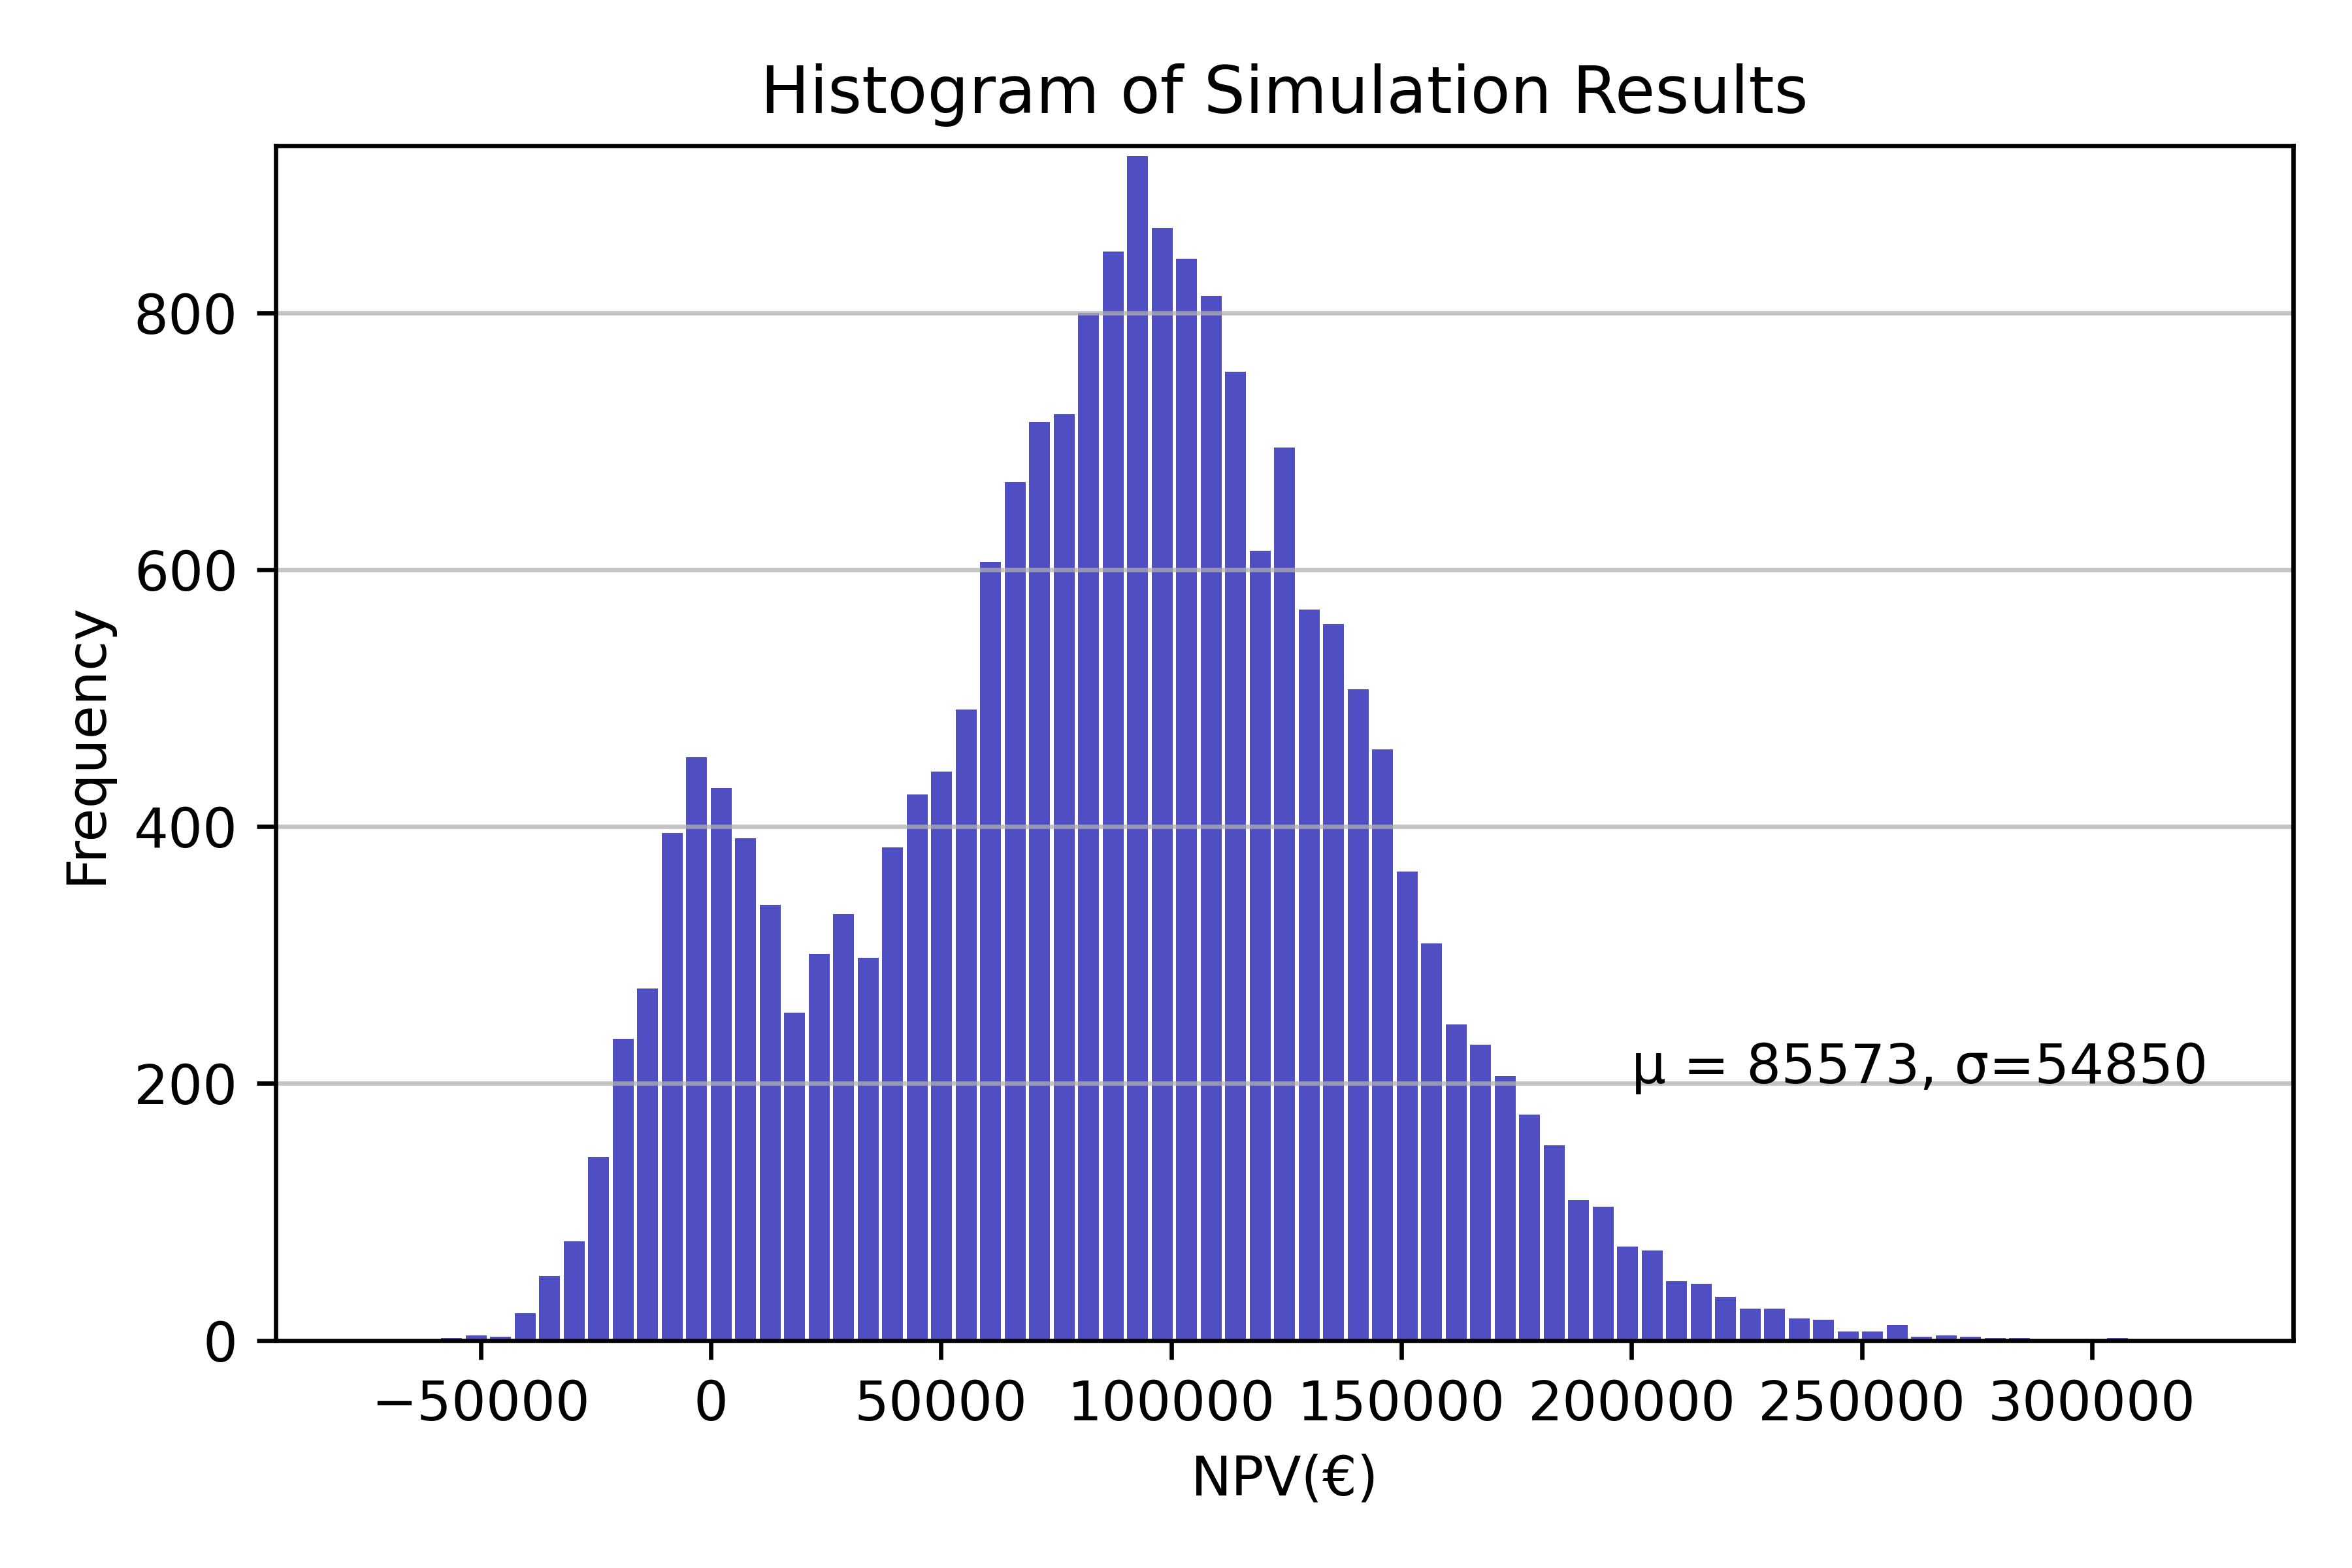 Histogram of Simulation Results
Frequency
800
600
400
200
0
μ = 85573, σ=54850
−50000 0 50000 100000 150000 200000 250000 300000
NPV(€)